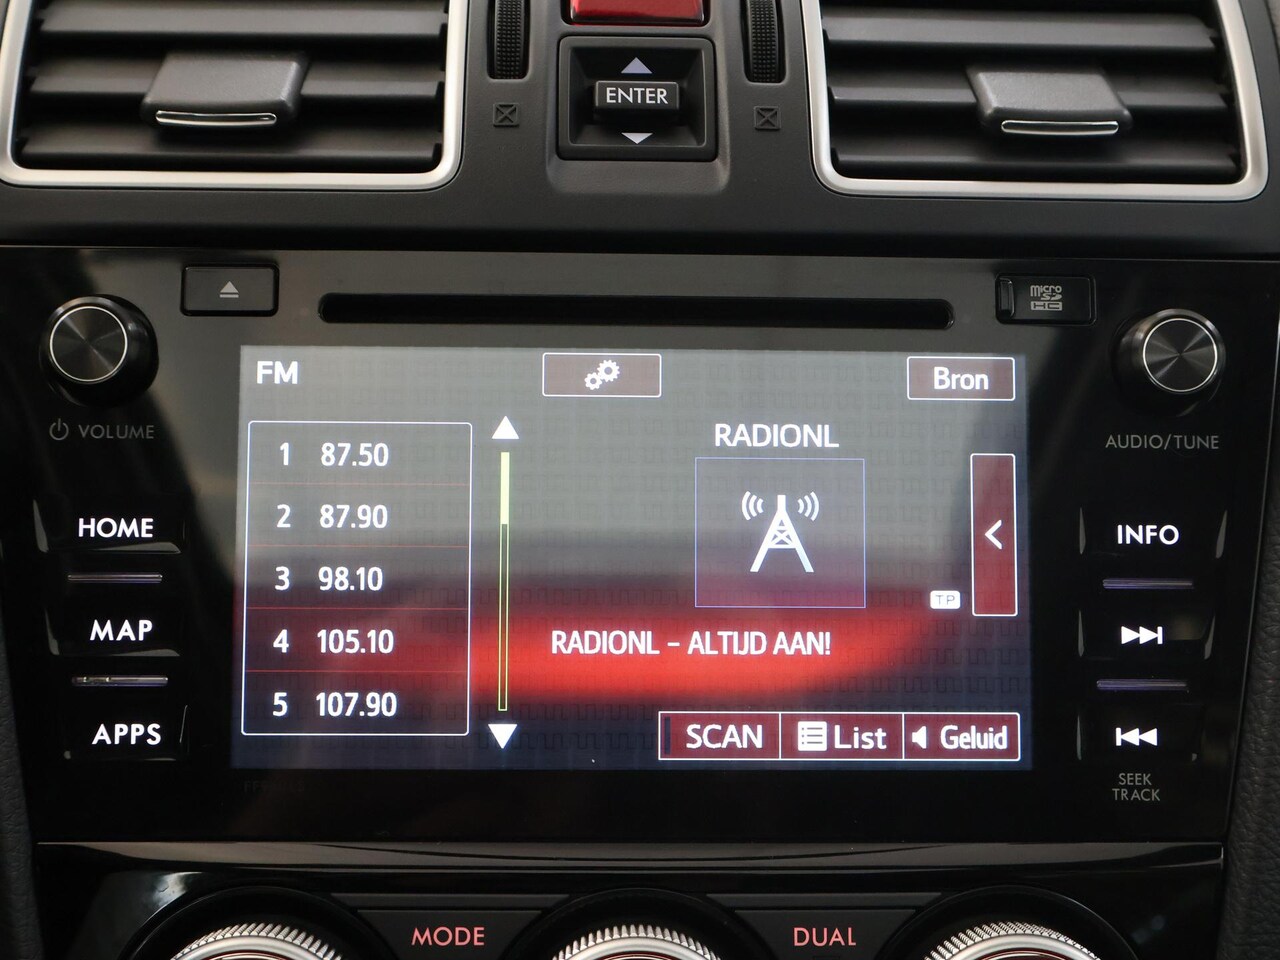 ENTER
micro
SD
HC
VOLUME
AUDIO/TUNE
HOME
MAP
APPS
FM
Bron
1 87.50
2 87.90
3 98.10
4 105.10
5 107.90
RADIONL
TP
RADIONL - ALTIJD AAN!
SCAN
List
Geluid
INFO
SEEK
TRACK
MODE
DUAL